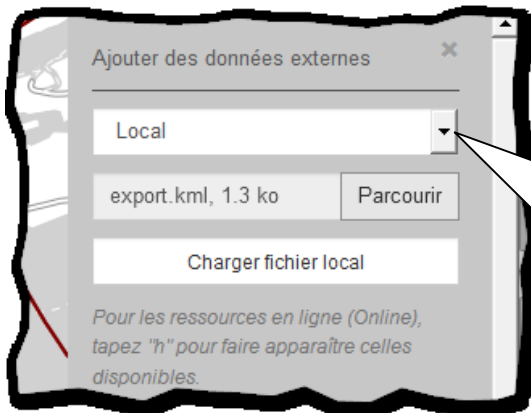 Ajouter des données externes ×
Local
export.kml, 1.3 ko Parcourir
Charger fichier local
Pour les ressources en ligne (Online),
tapez "h" pour faire apparaître celles
disponibles.